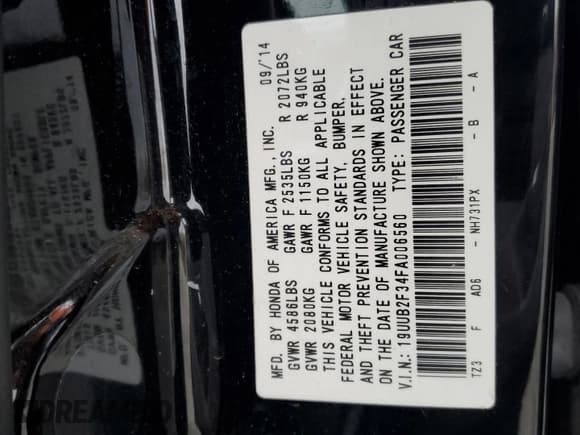 MFD. BY HONDA OF AMERICA MFG., INC. 09/'14
GVWR 4586LBS GAWR F 2535LBS R 2072LBS
GVWR 2080KG GAWR F 1150KG R 940KG
THIS VEHICLE CONFORMS TO ALL APPLICABLE
FEDERAL MOTOR VEHICLE SAFETY, BUMPER,
AND THEFT PREVENTION STANDARDS IN EFFECT
ON THE DATE OF MANUFACTURE SHOWN ABOVE.
V.I.N.: 19UUB2F34FA006560 TYPE: PASSENGER CAR
TZ3 F AD6 - NH731PX - B - A